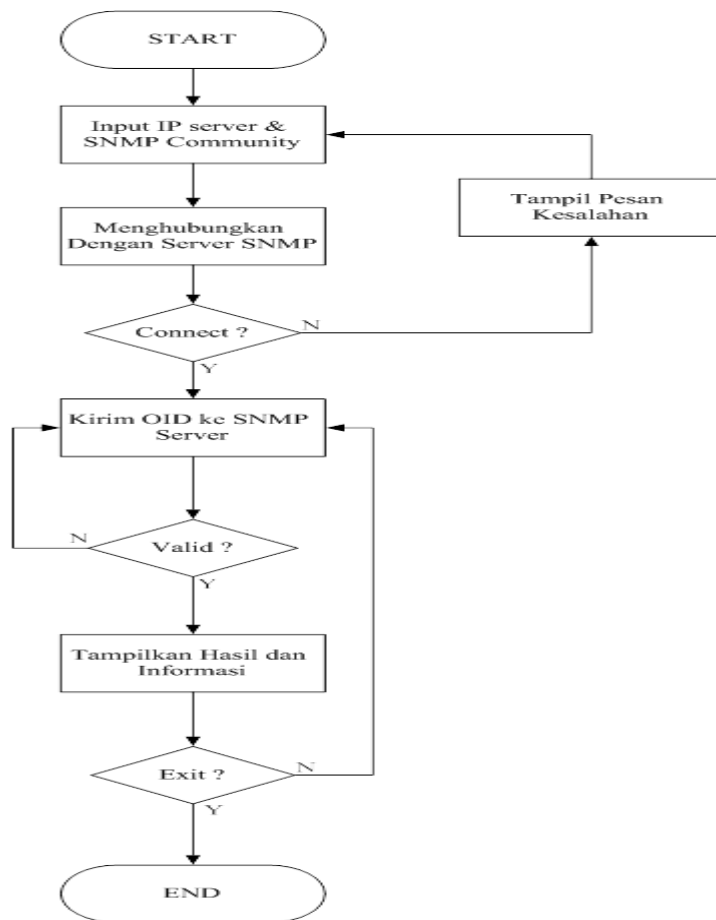 START
Input IP server &
SNMP Community
Tampil Pesan
Kesalahan
Menghubungkan
Dengan Server SNMP
Connect ?
N
Y
Kirim OID ke SNMP
Server
N
Valid ?
Y
Tampilkan Hasil dan
Informasi
Exit ?
N
Y
END